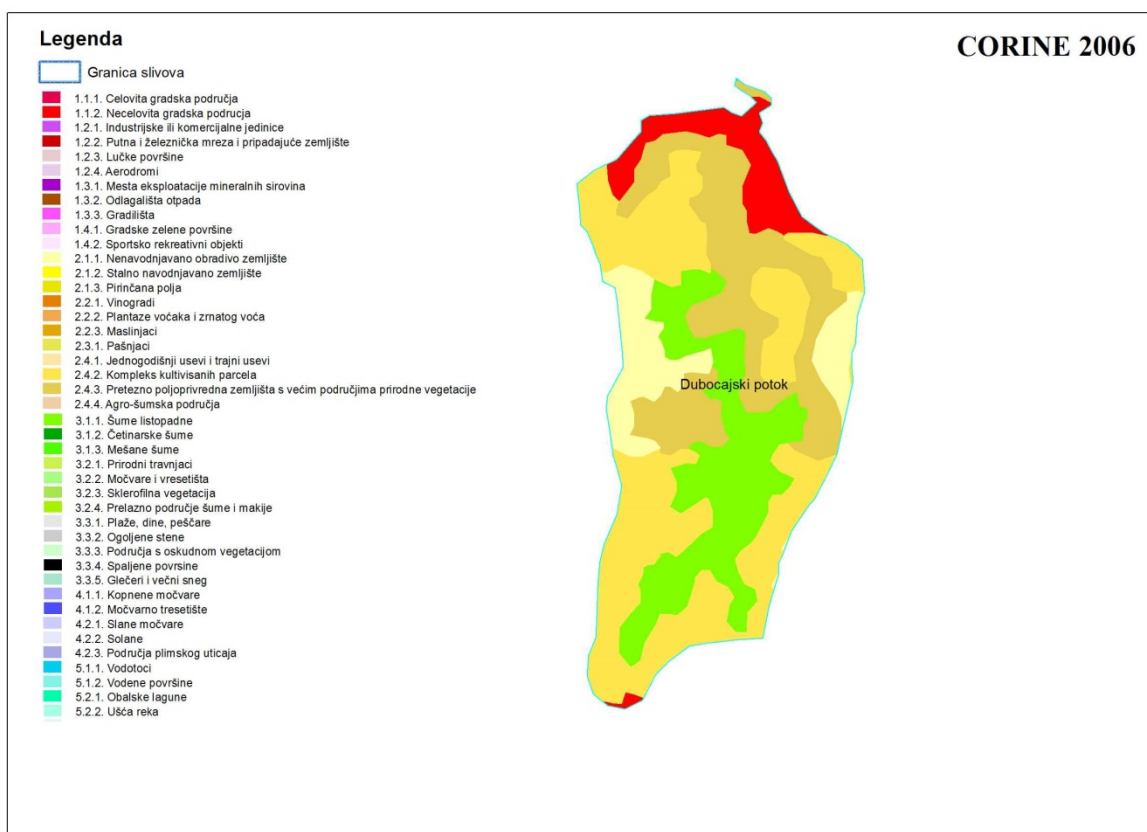 Legenda
CORINE 2006
Granica slivova
1.1.1. Celovita gradska područja
1.1.2. Necelovita gradska podrucja
1.2.1. Industrijske ili komercijalne jedinice
1.2.2. Putna i železnička mreza i pripadajuće zemljište
1.2.3. Lučke površine
1.2.4. Aerodromi
1.3.1. Mesta eksploatacije mineralnih sirovina
1.3.2. Odlagališta otpada
1.3.3. Gradilišta
1.4.1. Gradske zelene površine
1.4.2. Sportsko rekreativni objekti
2.1.1. Nenavodnjavano obradivo zemljište
2.1.2. Stalno navodnjavano zemljište
2.1.3. Pirinčana polja
2.2.1. Vinogradi
2.2.2. Plantaze voćaka i zrnatog voća
2.2.3. Maslinjaci
2.3.1. Pašnjaci
2.4.1. Jednogodišnji usevi i trajni usevi
2.4.2. Kompleks kultivisanih parcela
2.4.3. Pretezno poljoprivredna zemljišta s većim područjima prirodne vegetacije
2.4.4. Agro-šumska područja
3.1.1. Šume listopadne
3.1.2. Četinarske šume
3.1.3. Mešane šume
3.2.1. Prirodni travnjaci
3.2.2. Močvare i vresetišta
3.2.3. Sklerofilna vegetacija
3.2.4. Prelazno područje šume i makije
3.3.1. Plaže, dine, peščare
3.3.2. Ogoljene stene
3.3.3. Područja s oskudnom vegetacijom
3.3.4. Spaljene povrsine
3.3.5. Glečeri i večni sneg
4.1.1. Kopnene močvare
4.1.2. Močvarno tresetište
4.2.1. Slane močvare
4.2.2. Solane
4.2.3. Područja plimskog uticaja
5.1.1. Vodotoci
5.1.2. Vodene površine
5.2.1. Obalske lagune
5.2.2. Ušća reka
Dubocajski potok